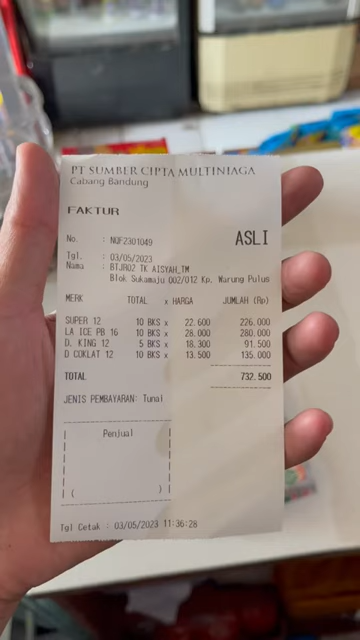 PT SUMBER CIPTA MULTINIAGA
Cabang Bandung
FAKTUR
ASLI
No. : NOF2301049
Tgl. : 03/05/2023
Nama : BTJR02 TK AISYAH_TM
Blok Sukamaju 002/012 Kp. Warung Pulus
MERK TOTAL x HARGA JUMLAH (Rp)
SUPER 12 10 BKS x 22.600 226.000
LA ICE PB 16 10 BKS x 28.000 280.000
D. KING 12 5 BKS x 18.300 91.500
D COKLAT 12 10 BKS x 13.500 135.000
TOTAL 732.500
JENIS PEMBAYARAN: Tunai
Penjual
( )
Tgl Cetak : 03/05/2023 11:36:28